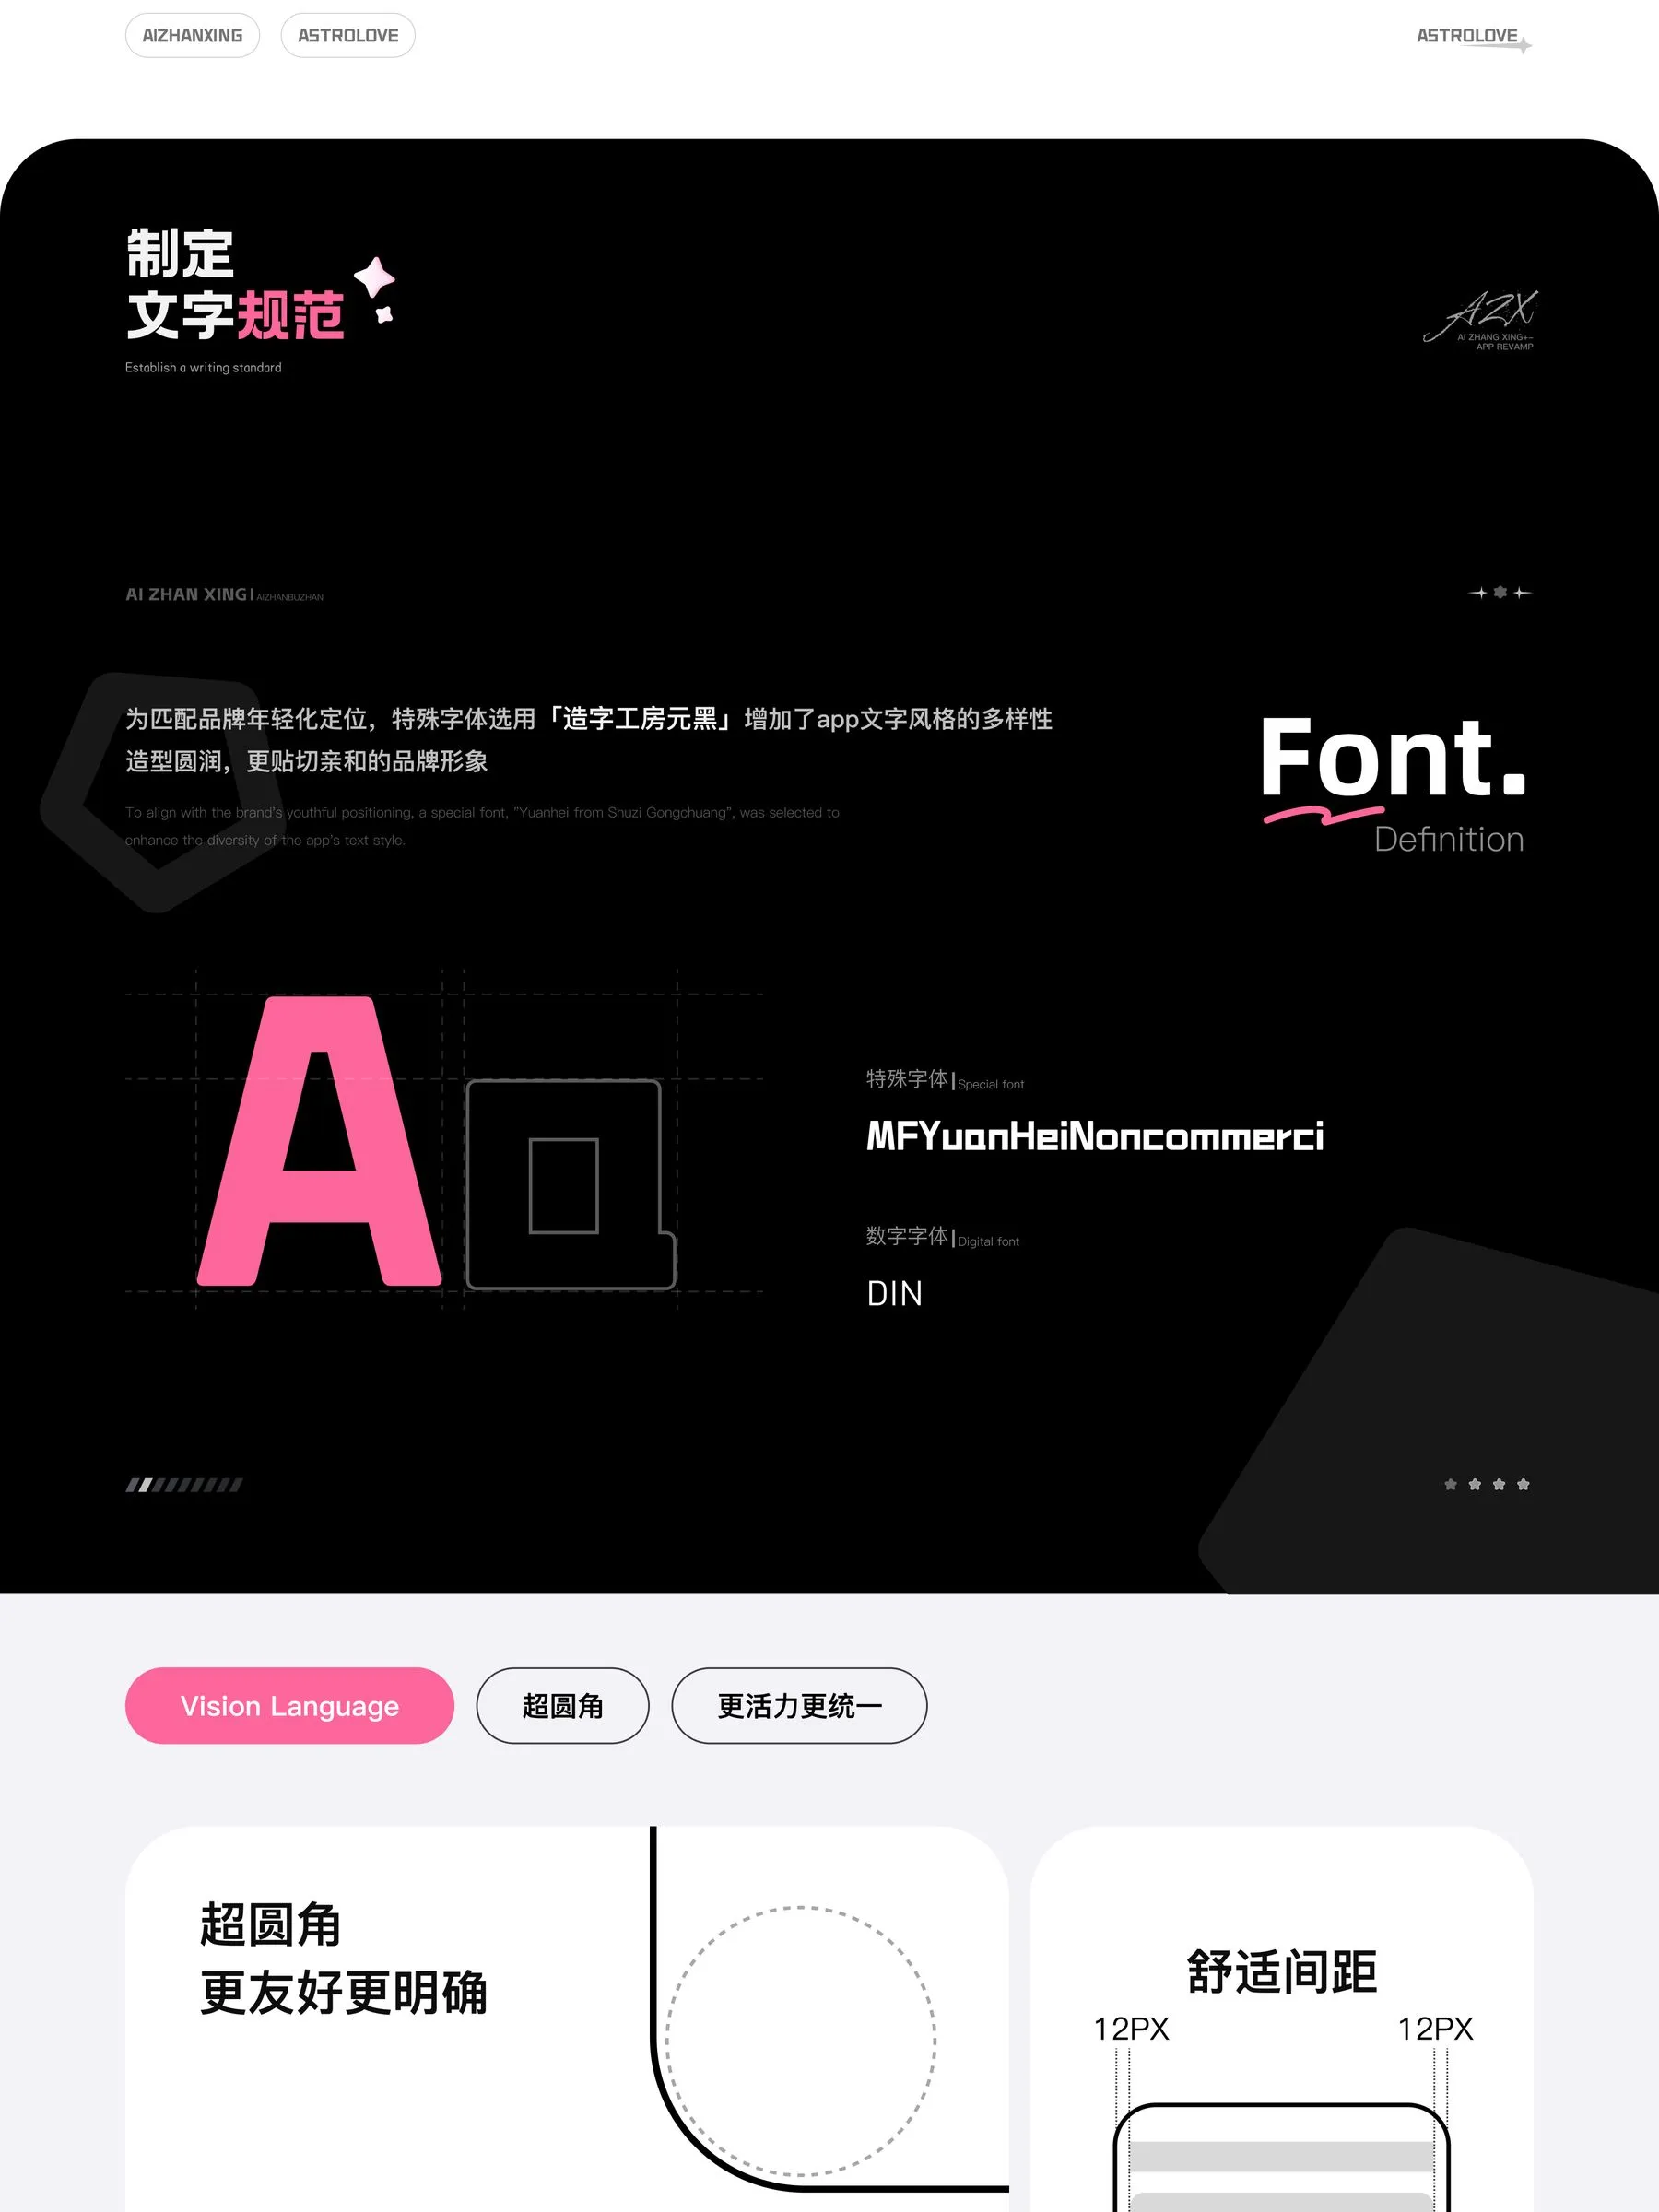 AIZHANXING
ASTROLOVE
ASTROLOVE
制定
文字规范
Establish a writing standard
AZX
AI ZHANG XING+–
APP REVAMP
AI ZHAN XING| AIZHANBUZHAN
为匹配品牌年轻化定位，特殊字体选用「造字工房元黑」增加了app文字风格的多样性
造型圆润，更贴切亲和的品牌形象
To align with the brand's youthful positioning, a special font, "Yuanhei from Shuzi Gongchuang", was selected to
enhance the diversity of the app's text style.
Font.
Definition
Aa
特殊字体|Special font
MFYuanHeiNoncommerci
数字字体|Digital font
DIN
Vision Language
超圆角
更活力更统一
超圆角
更友好更明确
舒适间距
12PX
12PX